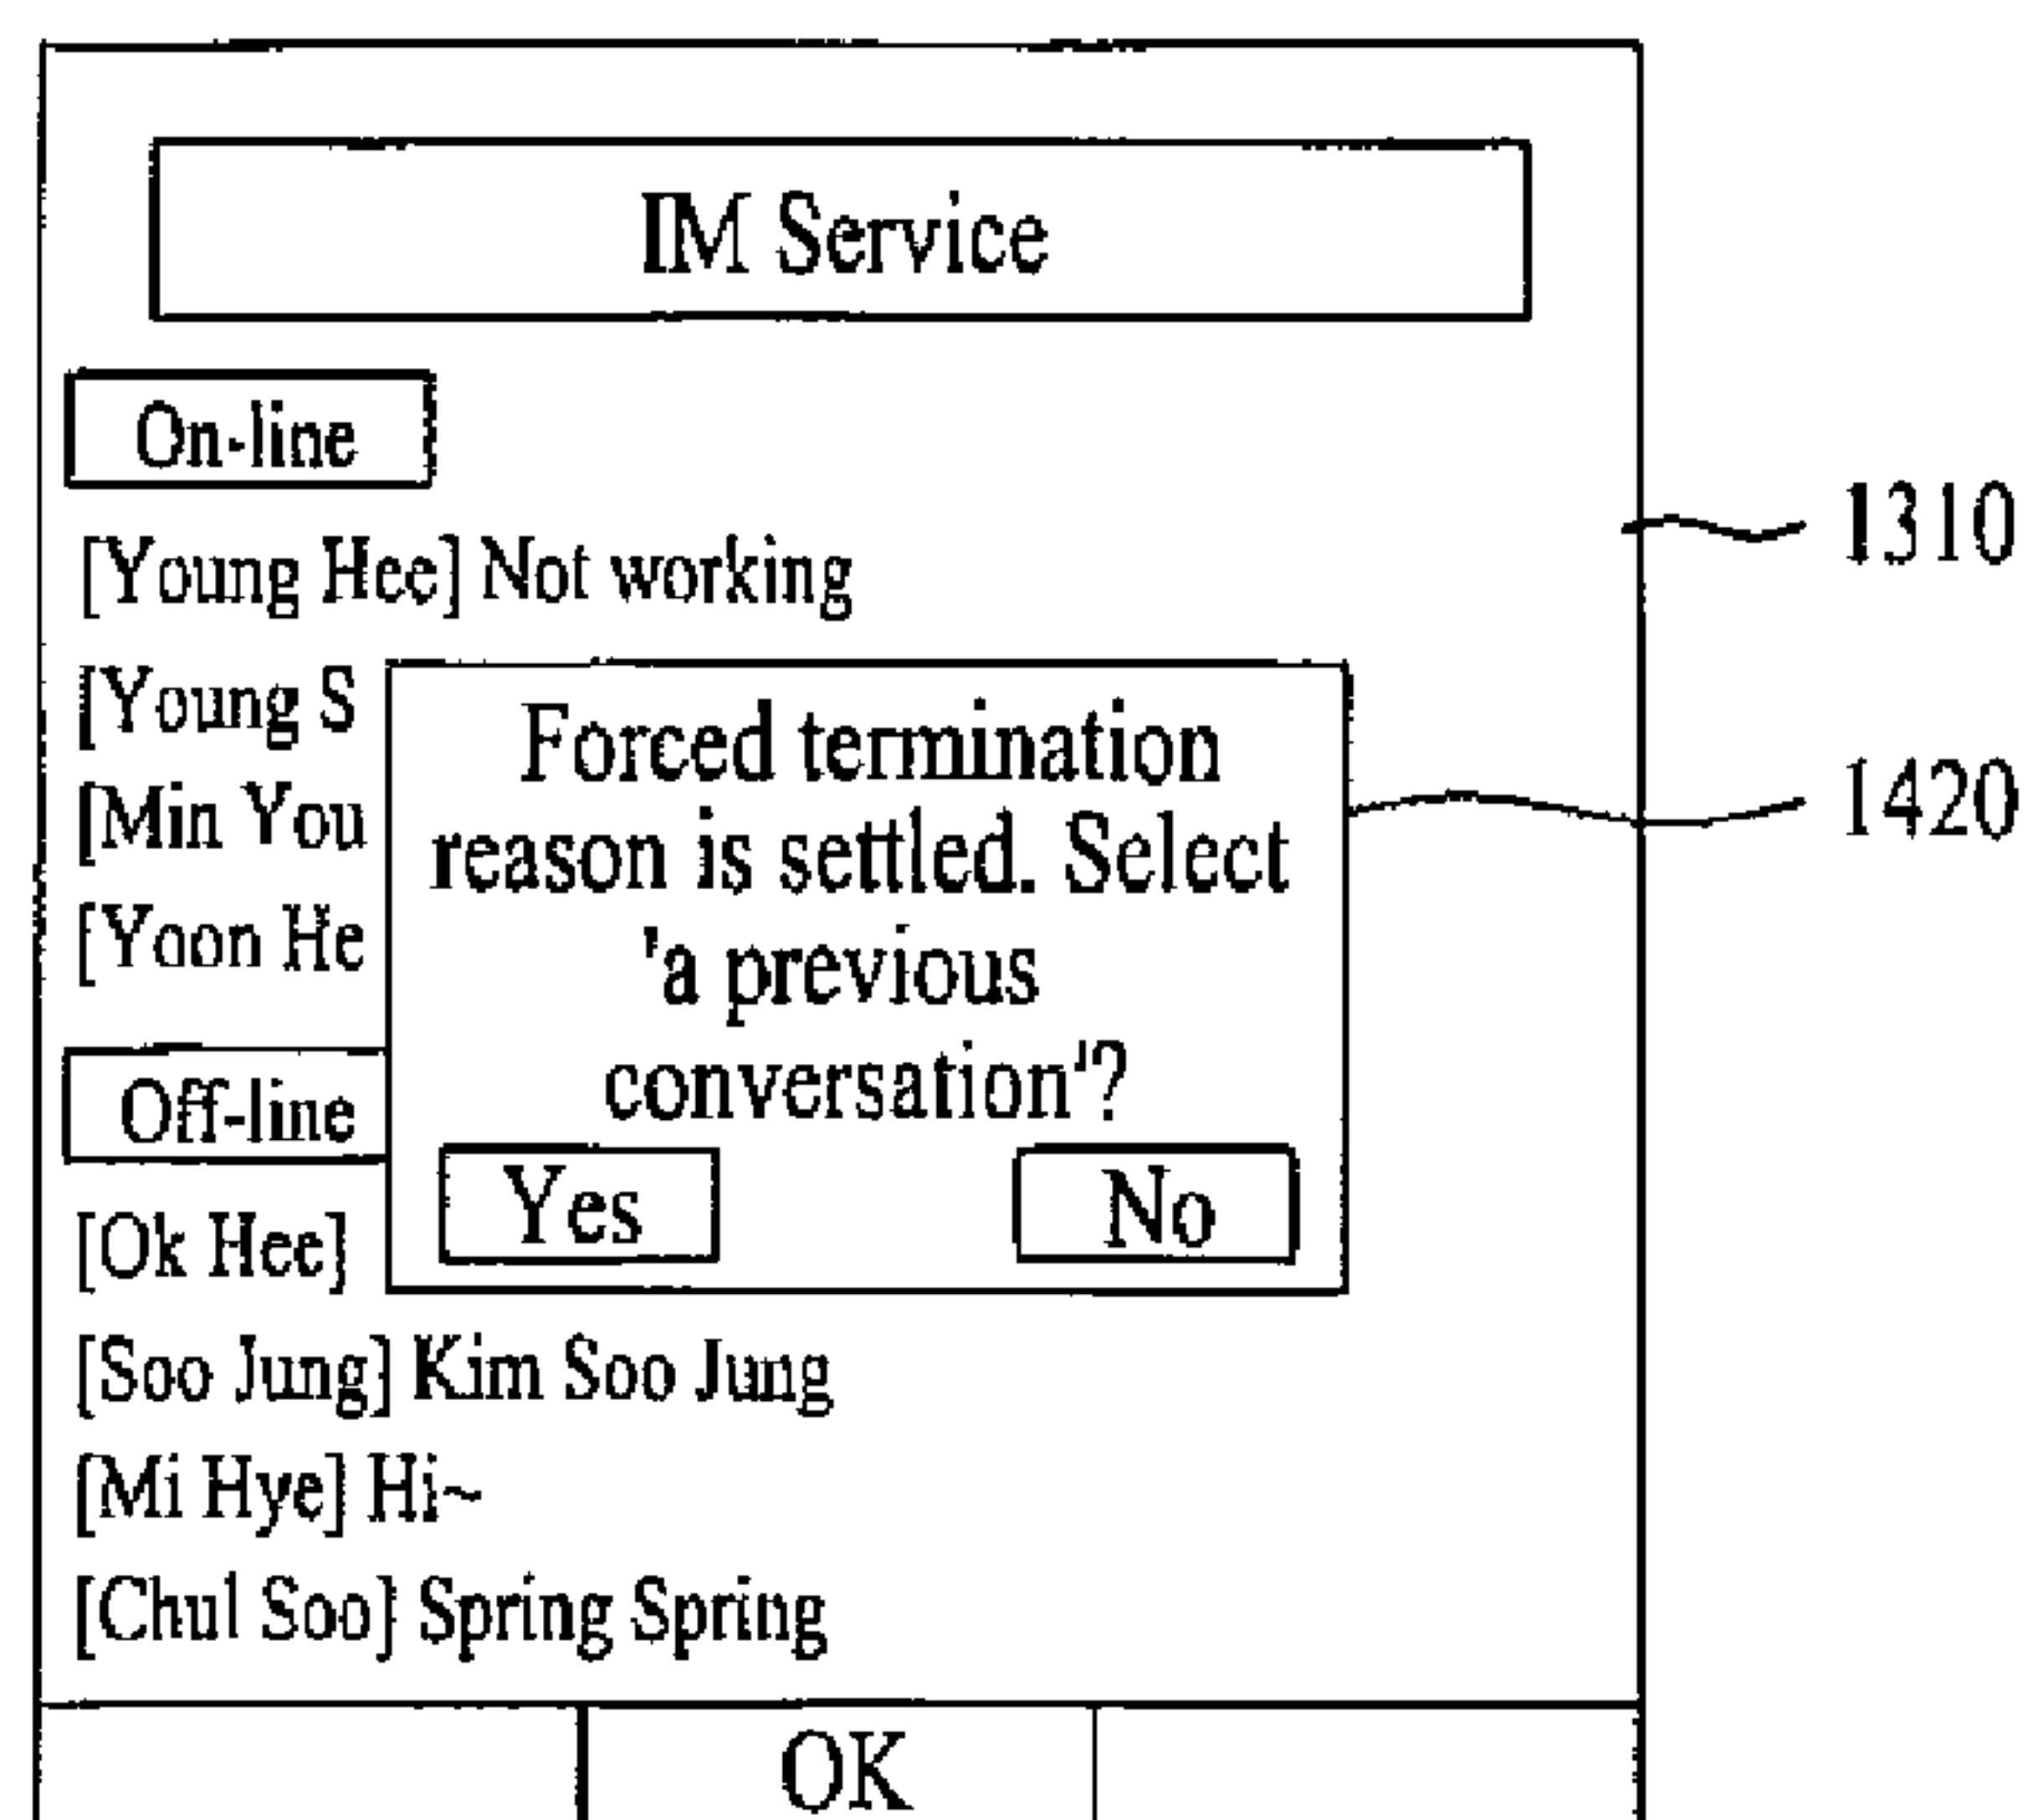 IM Service
On-line
[Young Hee] Not working
1310
[Young S
Forced termination
reason is settled. Select
'a previous
conversation'?
1420
[Min You
[Yoon He
Off-line
Yes
No
[Ok Hee]
[Soo Jung] Kim Soo Jung
[Mi Hye] Hi~
[Chul Soo] Spring Spring
OK